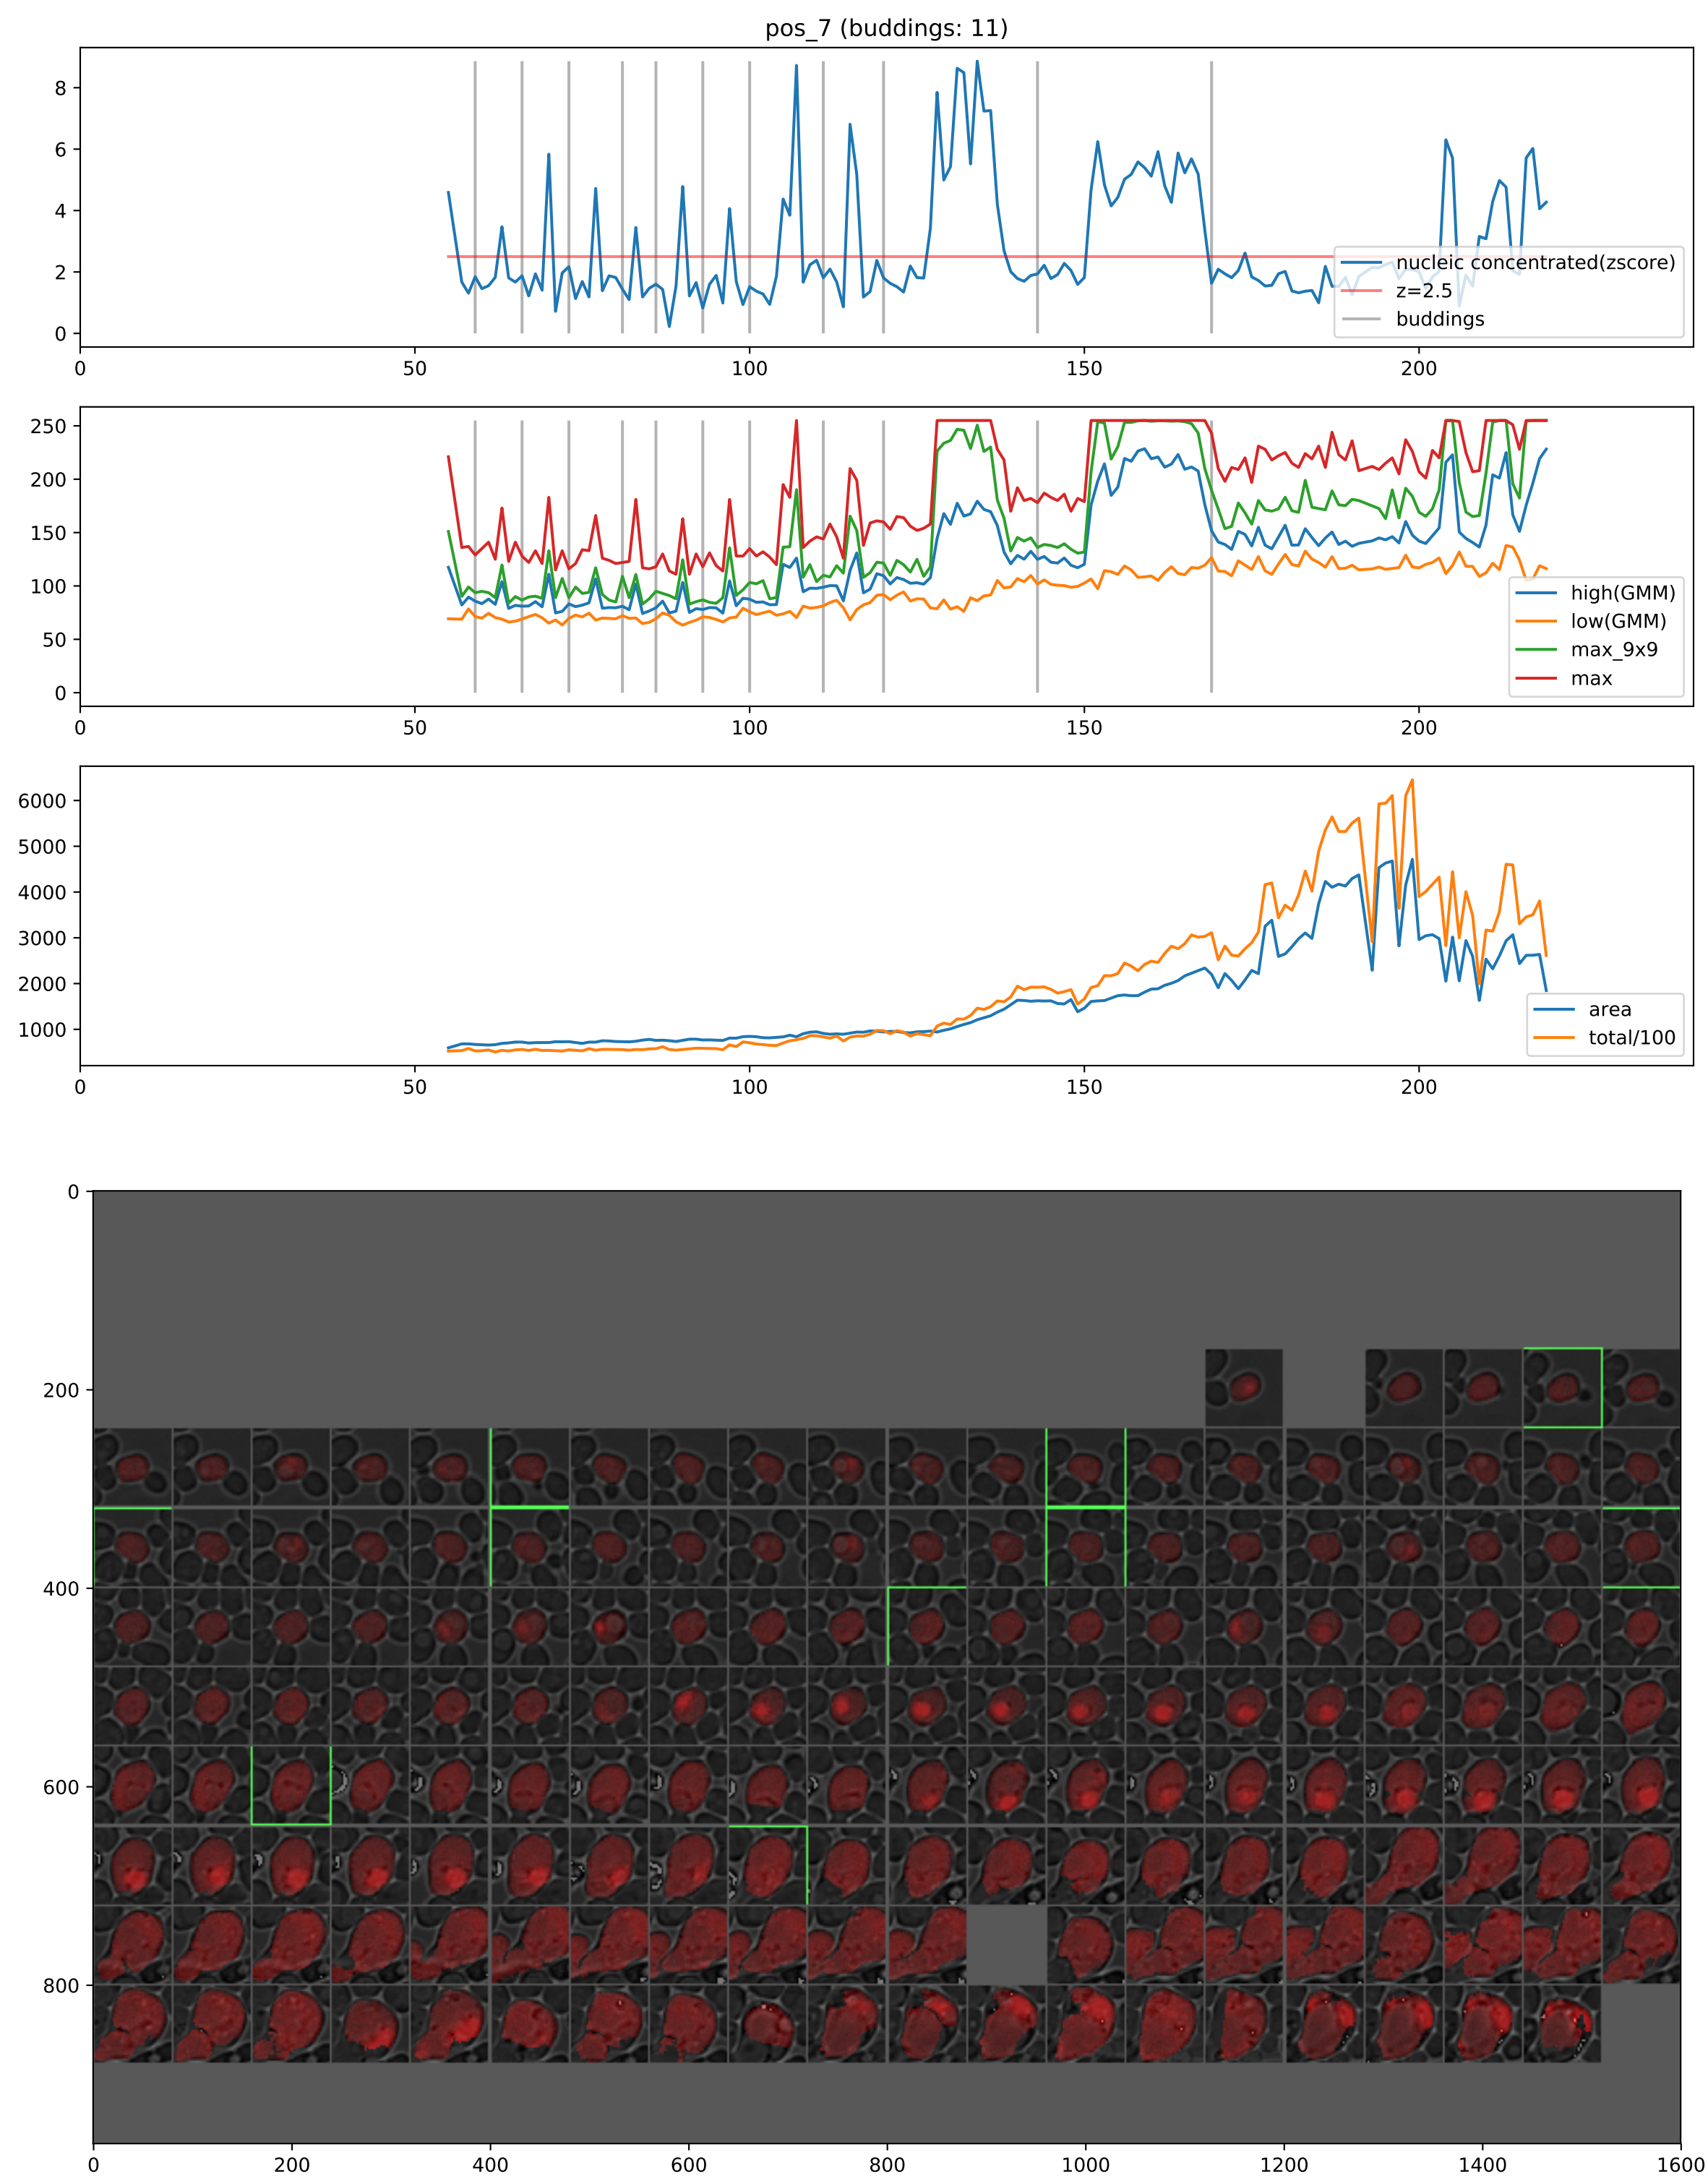 pos_7 (buddings: 11)
8
6
4
2
0
nucleic concentrated(zscore)
z=2.5
buddings
0 50 100 150 200
250
200
150
100
50
0
high(GMM)
low(GMM)
max_9x9
max
0 50 100 150 200
6000
5000
4000
3000
2000
1000
area
total/100
0 50 100 150 200
0
200
400
600
800
0 200 400 600 800 1000 1200 1400 1600